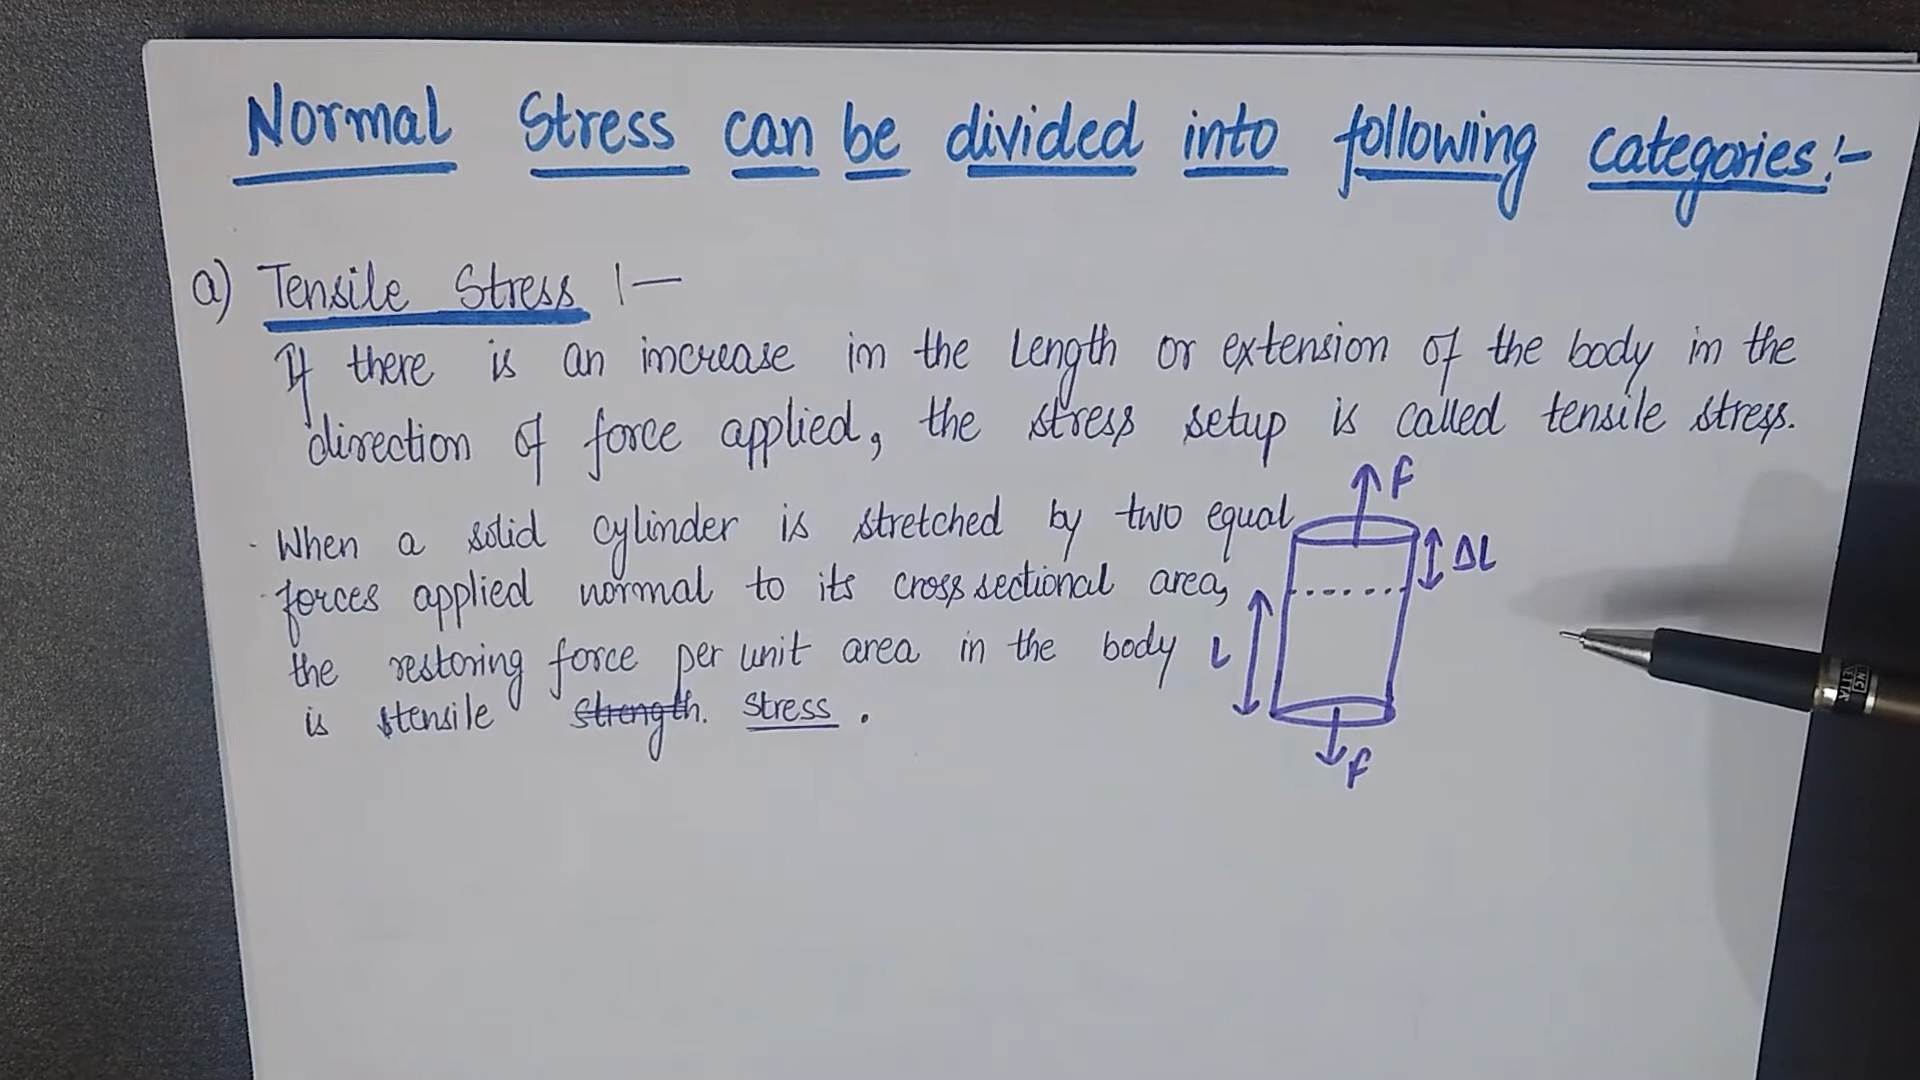 Normal Stress can be divided into following categories:-
a) Tensile Stress :-
If there is an increase in the Length or extension of the body in the
direction of force applied, the stress setup is called tensile stress.
F
When a solid cylinder is stretched by two equal
ΔL
forces applied normal to its cross sectional area,
the restoring force per unit area in the body
L
is stensile strength. Stress.
F